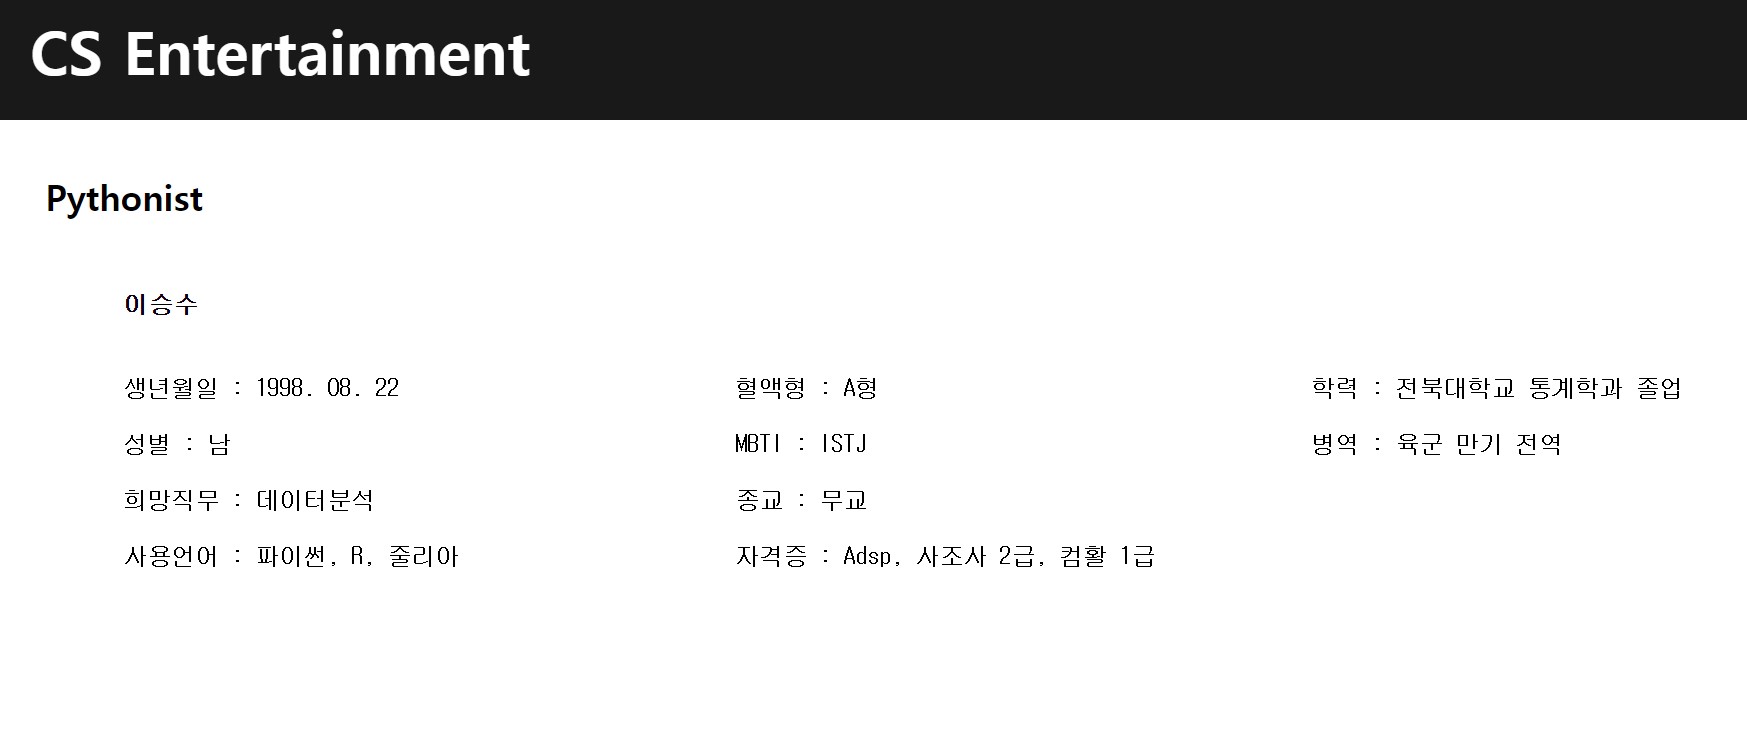 CS Entertainment
Pythonist
이승수
생년월일 : 1998. 08. 22
혈액형 : A형
학력 : 전북대학교 통계학과 졸업
성별 : 남
MBTI : ISTJ
병역 : 육군 만기 전역
희망직무 : 데이터분석
종교 : 무교
사용언어 : 파이썬, R, 줄리아
자격증 : Adsp, 사조사 2급, 컴활 1급